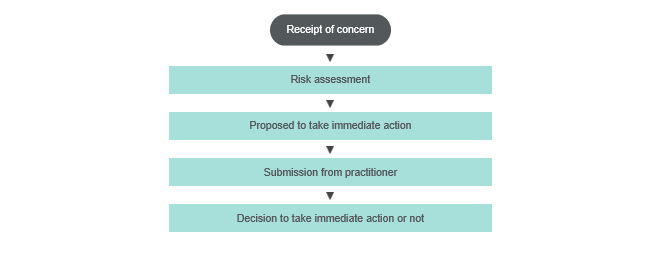 Receipt of concern
Risk assessment
Proposed to take immediate action
Submission from practitioner
Decision to take immediate action or not